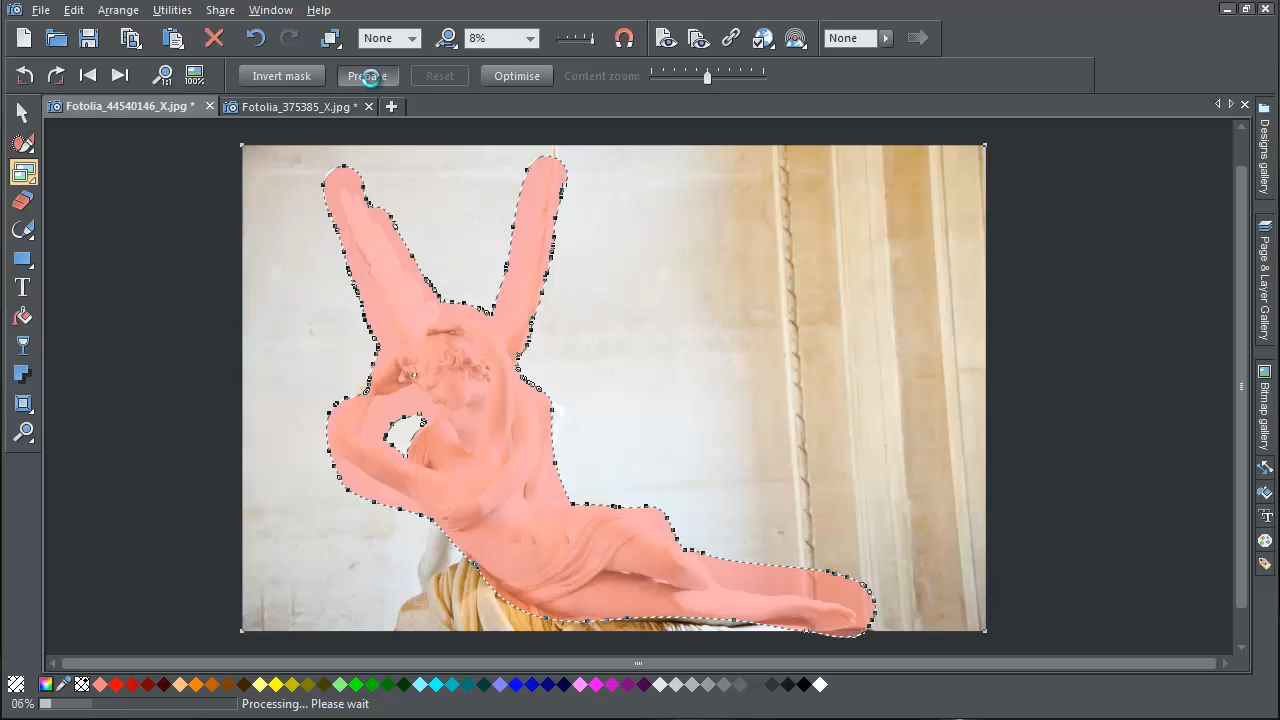 File Edit Arrange Utilities Share Window Help
None 8% None
Invert mask Prepare Reset Optimise Content zoom:
Fotolia_44540146_X.jpg * Fotolia_375385_X.jpg *
Designs gallery
Page & Layer Gallery
Bitmap gallery
06% Processing... Please wait